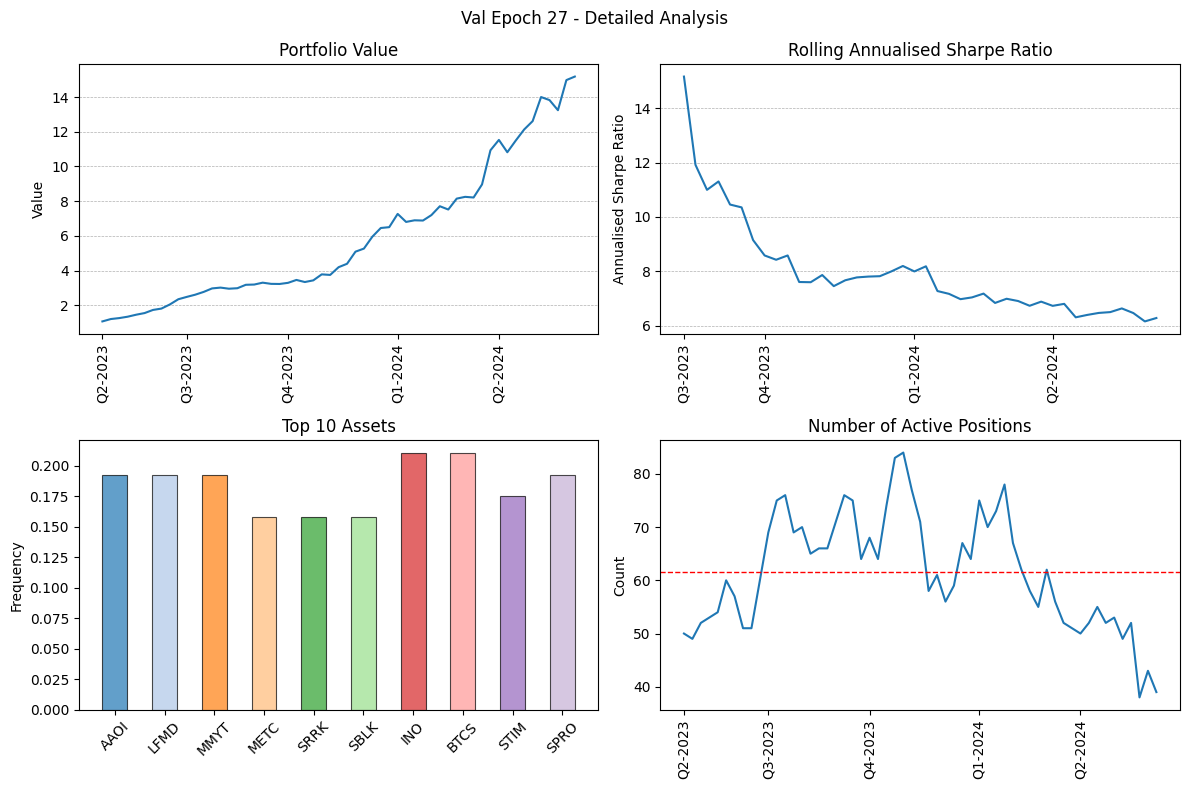 Val Epoch 27 - Detailed Analysis
Portfolio Value
Value
14
12
10
8
6
4
2
Q2-2023
Q3-2023
Q4-2023
Q1-2024
Q2-2024
Rolling Annualised Sharpe Ratio
Annualised Sharpe Ratio
14
12
10
8
6
Q3-2023
Q4-2023
Q1-2024
Q2-2024
Top 10 Assets
Frequency
0.200
0.175
0.150
0.125
0.100
0.075
0.050
0.025
0.000
AAOI
LFMD
MMYT
METC
SRRK
SBLK
INO
BTCS
STIM
SPRO
Number of Active Positions
Count
80
70
60
50
40
Q2-2023
Q3-2023
Q4-2023
Q1-2024
Q2-2024